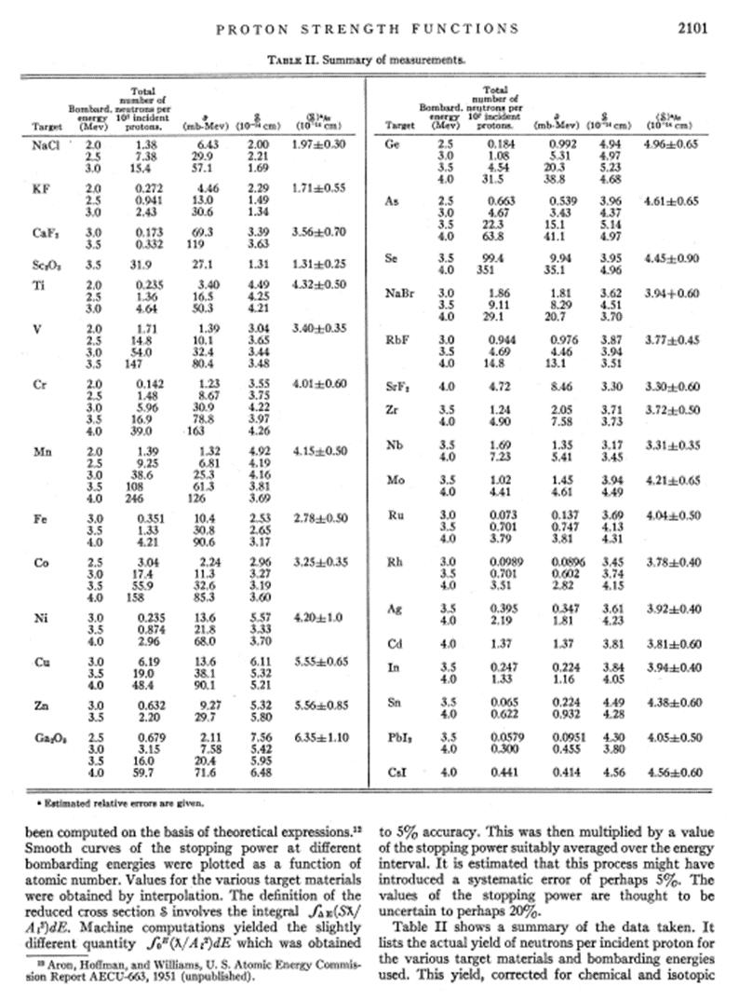 PROTON STRENGTH FUNCTIONS 2101
TABLE II. Summary of measurements.
Target Bombard. energy (Mev) Total number of neutrons per 10⁷ incident protons. (mb-Mev) (10⁻¹⁴ cm) (10⁻¹⁴ cm)
NaCl 2.0 1.38 6.43 2.00 1.97±0.30
2.5 7.38 29.9 2.21
3.0 15.4 57.1 1.69
KF 2.0 0.272 4.46 2.29 1.71±0.55
2.5 0.941 13.0 1.49
3.0 2.43 30.6 1.34
CaF₂ 3.0 0.173 69.3 3.39 3.56±0.70
3.5 0.332 119 3.63
Sc₂O₃ 3.5 31.9 27.1 1.31 1.31±0.25
Ti 2.0 0.235 3.40 4.49 4.32±0.50
2.5 1.36 16.5 4.25
3.0 4.64 50.3 4.21
V 2.0 1.71 1.39 3.04 3.40±0.35
2.5 14.8 10.1 3.65
3.0 54.0 32.4 3.44
3.5 147 80.4 3.48
Cr 2.0 0.142 1.23 3.55 4.01±0.60
2.5 1.48 8.67 3.75
3.0 5.96 30.9 4.22
3.5 16.9 78.8 3.97
4.0 39.0 163 4.26
Mn 2.0 1.39 1.32 4.92 4.15±0.50
2.5 9.25 6.81 4.19
3.0 38.6 25.3 4.16
3.5 108 61.3 3.81
4.0 246 126 3.69
Fe 3.0 0.351 10.4 2.53 2.78±0.50
3.5 1.33 30.8 2.65
4.0 4.21 90.6 3.17
Co 2.5 3.04 2.24 2.96 3.25±0.35
3.0 17.4 11.3 3.27
3.5 55.9 32.6 3.19
4.0 158 85.3 3.60
Ni 3.0 0.235 13.6 5.57 4.20±1.0
3.5 0.874 21.8 3.33
4.0 2.96 68.0 3.70
Cu 3.0 6.19 13.6 6.11 5.55±0.65
3.5 19.0 38.1 5.32
4.0 48.4 90.1 5.21
Zn 3.0 0.632 9.27 5.32 5.56±0.85
3.5 2.20 29.7 5.80
Ga₂O₃ 2.5 0.679 2.11 7.56 6.35±1.10
3.0 3.15 7.58 5.42
3.5 16.0 20.4 5.95
4.0 59.7 71.6 6.48
Target Bombard. energy (Mev) Total number of neutrons per 10⁷ incident protons. (mb-Mev) (10⁻¹⁴ cm) (10⁻¹⁴ cm)
Ge 2.5 0.184 0.992 4.94 4.96±0.65
3.0 1.08 5.31 4.97
3.5 4.54 20.3 5.23
4.0 31.5 38.8 4.68
As 2.5 0.663 0.539 3.96 4.61±0.65
3.0 4.67 3.43 4.37
3.5 22.3 15.1 5.14
4.0 63.8 41.1 4.97
Se 3.5 99.4 9.94 3.95 4.45±0.90
4.0 351 35.1 4.96
NaBr 3.0 1.86 1.81 3.62 3.94+0.60
3.5 9.11 8.29 4.51
4.0 29.1 20.7 3.70
RbF 3.0 0.944 0.976 3.87 3.77±0.45
3.5 4.69 4.46 3.94
4.0 14.8 13.1 3.51
SrF₂ 4.0 4.72 8.46 3.30 3.30±0.60
Zr 3.5 1.24 2.05 3.71 3.72±0.50
4.0 4.90 7.58 3.73
Nb 3.5 1.69 1.35 3.17 3.31±0.35
4.0 7.23 5.41 3.45
Mo 3.5 1.02 1.45 3.94 4.21±0.65
4.0 4.41 4.61 4.49
Ru 3.0 0.073 0.137 3.69 4.04±0.50
3.5 0.701 0.747 4.13
4.0 3.79 3.81 4.31
Rh 3.0 0.0989 0.0896 3.45 3.78±0.40
3.5 0.701 0.602 3.74
4.0 3.51 2.82 4.15
Ag 3.5 0.395 0.347 3.61 3.92±0.40
4.0 2.19 1.81 4.23
Cd 4.0 1.37 1.37 3.81 3.81±0.60
In 3.5 0.247 0.224 3.84 3.94±0.40
4.0 1.33 1.16 4.05
Sn 3.5 0.065 0.224 4.49 4.38±0.60
4.0 0.622 0.932 4.28
PbI₂ 3.5 0.0579 0.0951 4.30 4.05±0.50
4.0 0.300 0.455 3.80
CsI 4.0 0.441 0.414 4.56 4.56±0.60
ᵃ Estimated relative errors are given.
been computed on the basis of theoretical expressions.¹³
Smooth curves of the stopping power at different
bombarding energies were plotted as a function of
atomic number. Values for the various target materials
were obtained by interpolation. The definition of the
reduced cross section S involves the integral ∫ΔE(Sλ/
A₁²)dE. Machine computations yielded the slightly
different quantity ∫₀ᴱ(λ/A₁²)dE which was obtained
¹³ Aron, Hoffman, and Williams, U. S. Atomic Energy Commis-
sion Report AECU-663, 1951 (unpublished).
to 5% accuracy. This was then multiplied by a value
of the stopping power suitably averaged over the energy
interval. It is estimated that this process might have
introduced a systematic error of perhaps 5%. The
values of the stopping power are thought to be
uncertain to perhaps 20%.
Table II shows a summary of the data taken. It
lists the actual yield of neutrons per incident proton for
the various target materials and bombarding energies
used. This yield, corrected for chemical and isotopic